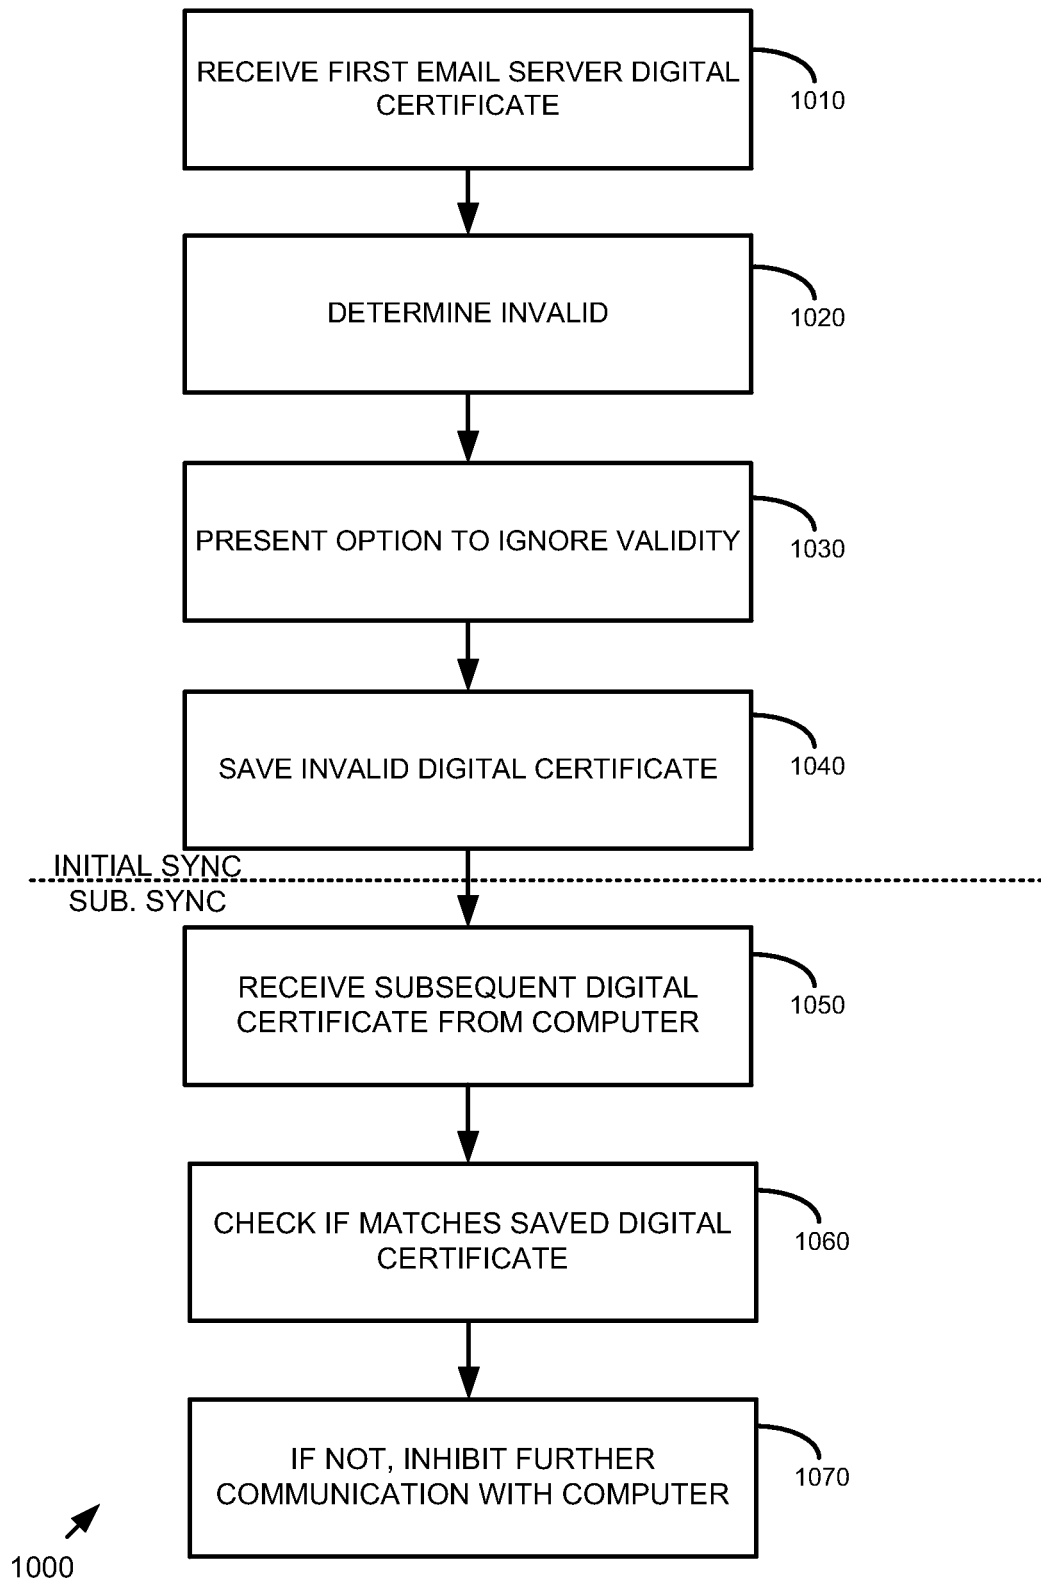 RECEIVE FIRST EMAIL SERVER DIGITAL
CERTIFICATE
1010
DETERMINE INVALID
1020
PRESENT OPTION TO IGNORE VALIDITY
1030
SAVE INVALID DIGITAL CERTIFICATE
1040
INITIAL SYNC
SUB. SYNC
RECEIVE SUBSEQUENT DIGITAL
CERTIFICATE FROM COMPUTER
1050
CHECK IF MATCHES SAVED DIGITAL
CERTIFICATE
1060
IF NOT, INHIBIT FURTHER
COMMUNICATION WITH COMPUTER
1070
1000